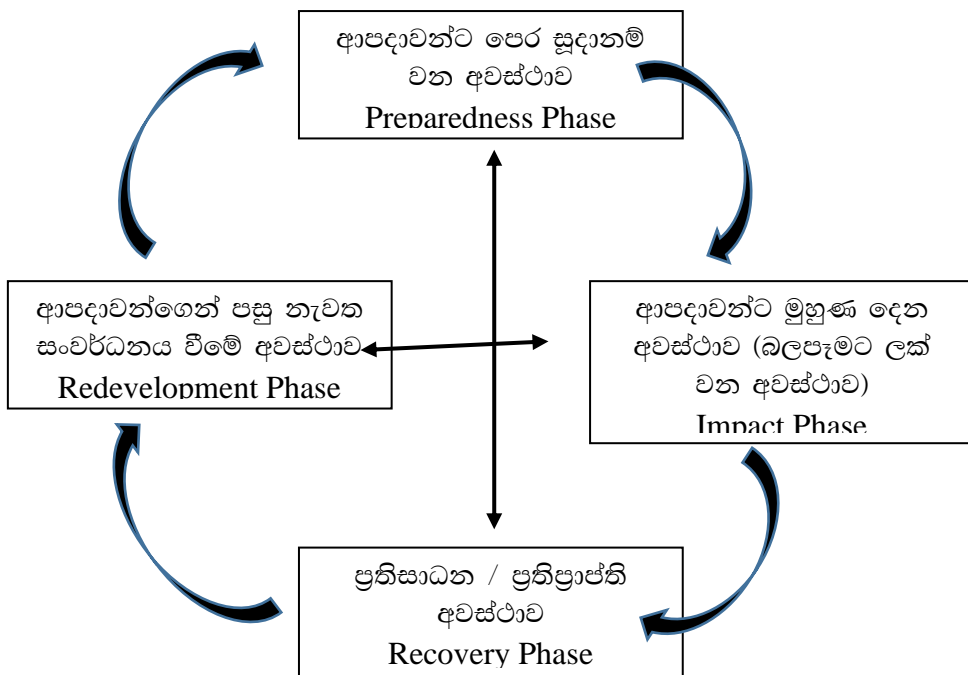 ආපදාවන්ට පෙර සූදානම්
වන අවස්ථාව
Preparedness Phase
ආපදාවන්ගෙන් පසු නැවත
සංවර්ධනය වීමේ අවස්ථාව
Redevelopment Phase
ආපදාවන්ට මුහුණ දෙන
අවස්ථාව (බලපෑමට ලක්
වන අවස්ථාව)
Impact Phase
ප්‍රතිසාධන / ප්‍රතිප්‍රාප්ති
අවස්ථාව
Recovery Phase